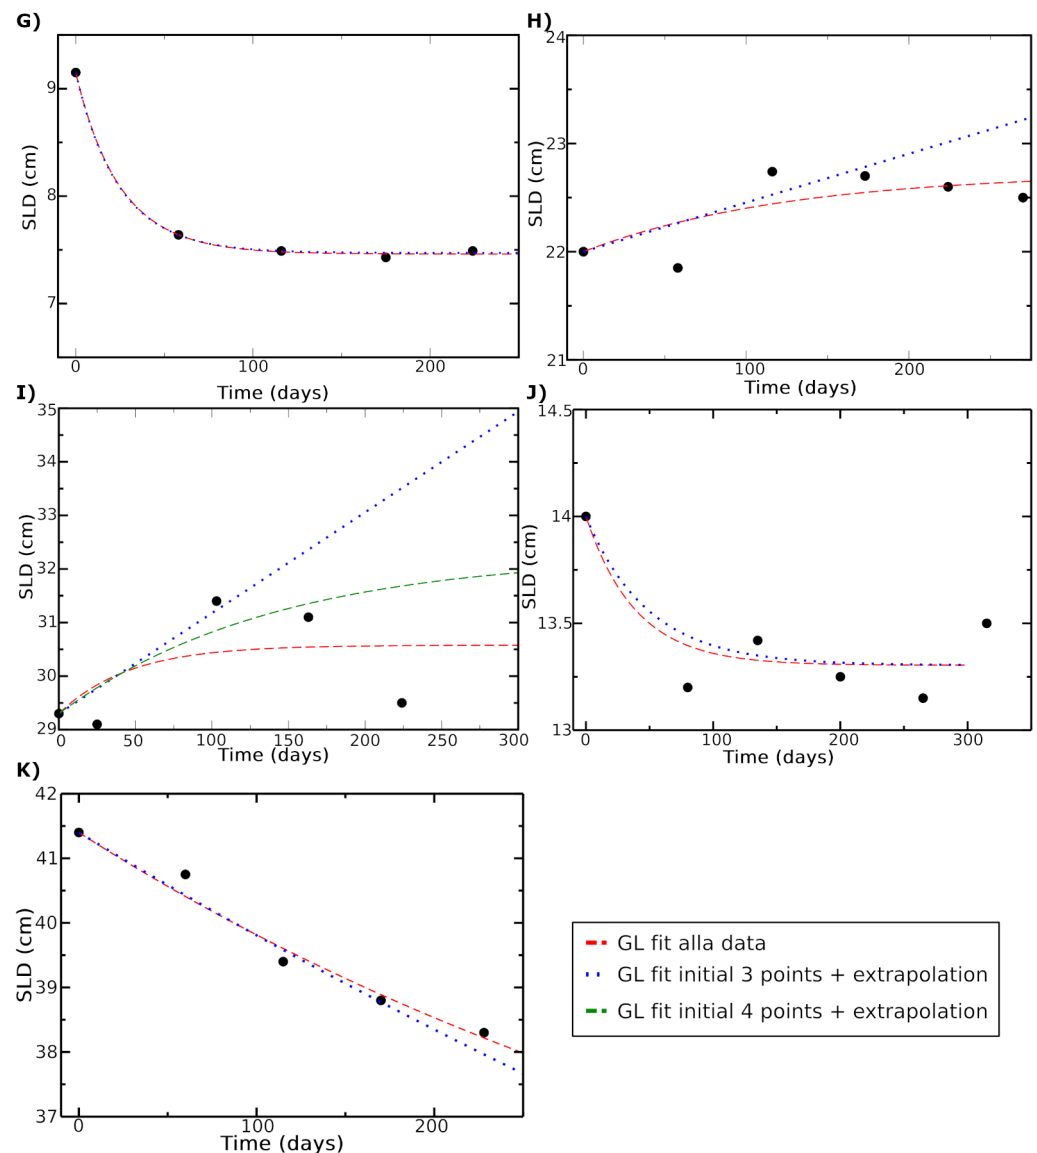 G)
9
8
7
SLD (cm)
0
100
200
Time (days)
H)
24
23
22
21
SLD (cm)
0
100
200
Time (days)
I)
35
34
33
32
31
30
29
SLD (cm)
0
50
100
150
200
250
300
Time (days)
J)
14.5
14
13.5
13
SLD (cm)
0
100
200
300
Time (days)
K)
42
41
40
39
38
37
SLD (cm)
0
100
200
Time (days)
GL fit alla data
GL fit initial 3 points + extrapolation
GL fit initial 4 points + extrapolation